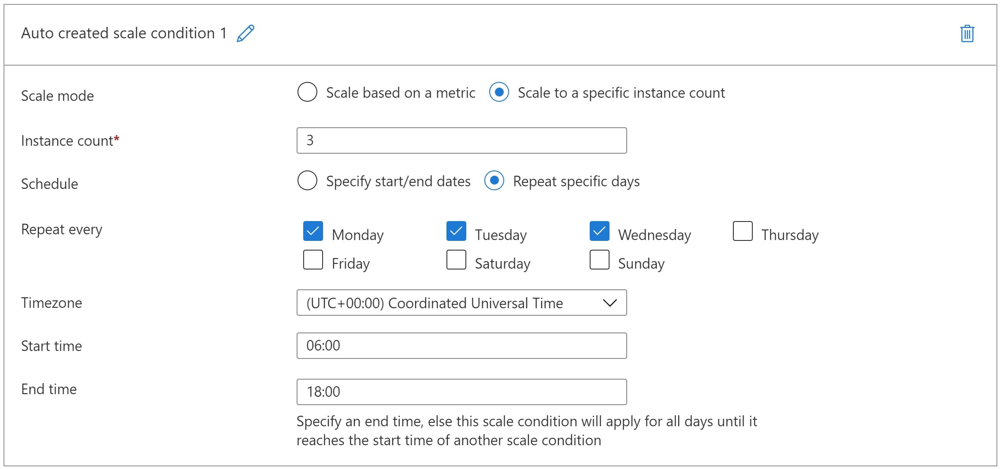 Auto created scale condition 1
Scale mode
Scale based on a metric
Scale to a specific instance count
Instance count*
3
Schedule
Specify start/end dates
Repeat specific days
Repeat every
Monday
Tuesday
Wednesday
Thursday
Friday
Saturday
Sunday
Timezone
(UTC+00:00) Coordinated Universal Time
Start time
06:00
End time
18:00
Specify an end time, else this scale condition will apply for all days until it
reaches the start time of another scale condition